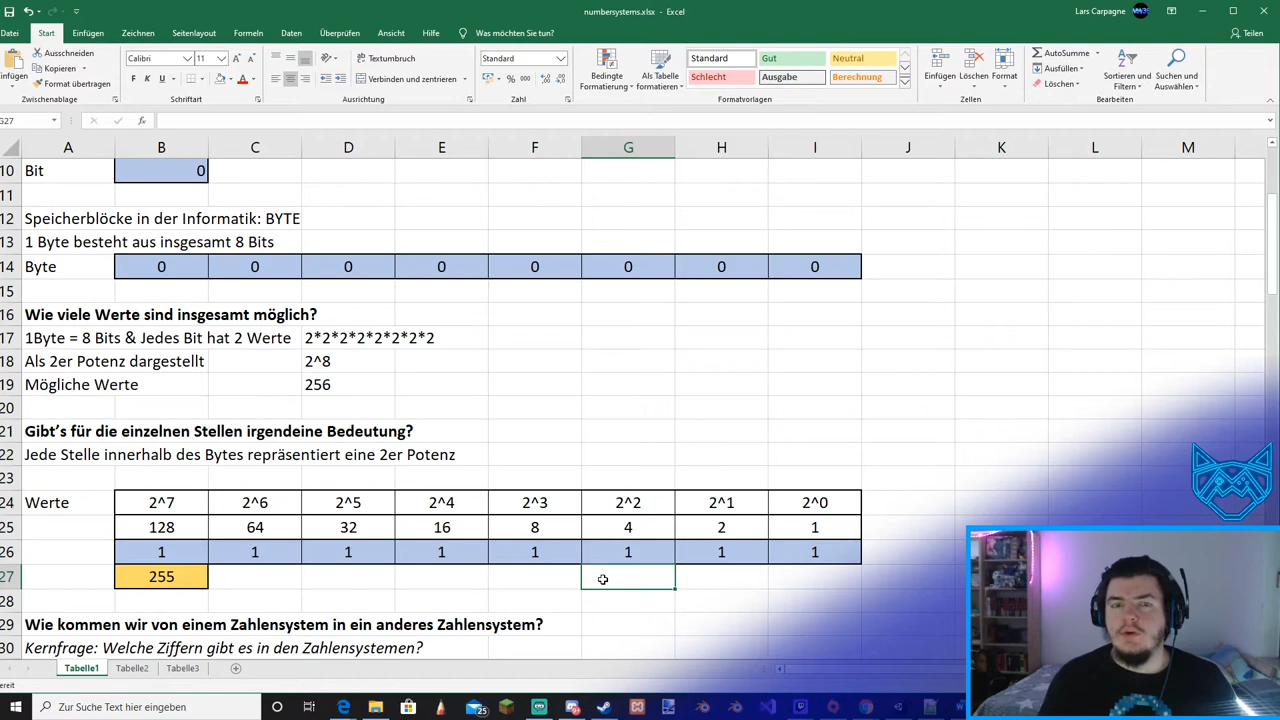 numbersystems.xlsx - Excel
Lars Carpagne
Datei Start Einfügen Zeichnen Seitenlayout Formeln Daten Überprüfen Ansicht Hilfe Was möchten Sie tun? Teilen
Ausschneiden
Kopieren
Format übertragen
Einfügen
Zwischenablage
Calibri 11
F K U
Schriftart
Textumbruch
Verbinden und zentrieren
Ausrichtung
Standard
Zahl
Bedingte Formatierung
Als Tabelle formatieren
Standard Gut Neutral
Schlecht Ausgabe Berechnung
Formatvorlagen
Einfügen Löschen Format
Zellen
AutoSumme
Ausfüllen
Löschen
Sortieren und Filtern
Suchen und Auswählen
Bearbeiten
G27 fx
A B C D E F G H I J K L M
10 Bit 0
11
12 Speicherblöcke in der Informatik: BYTE
13 1 Byte besteht aus insgesamt 8 Bits
14 Byte 0 0 0 0 0 0 0 0
15
16 Wie viele Werte sind insgesamt möglich?
17 1Byte = 8 Bits & Jedes Bit hat 2 Werte 2*2*2*2*2*2*2*2
18 Als 2er Potenz dargestellt 2^8
19 Mögliche Werte 256
20
21 Gibt's für die einzelnen Stellen irgendeine Bedeutung?
22 Jede Stelle innerhalb des Bytes repräsentiert eine 2er Potenz
23
24 Werte 2^7 2^6 2^5 2^4 2^3 2^2 2^1 2^0
25 128 64 32 16 8 4 2 1
26 1 1 1 1 1 1 1 1
27 255
28
29 Wie kommen wir von einem Zahlensystem in ein anderes Zahlensystem?
30 Kernfrage: Welche Ziffern gibt es in den Zahlensystemen?
Tabelle1 Tabelle2 Tabelle3
Bereit
Zur Suche Text hier eingeben
25